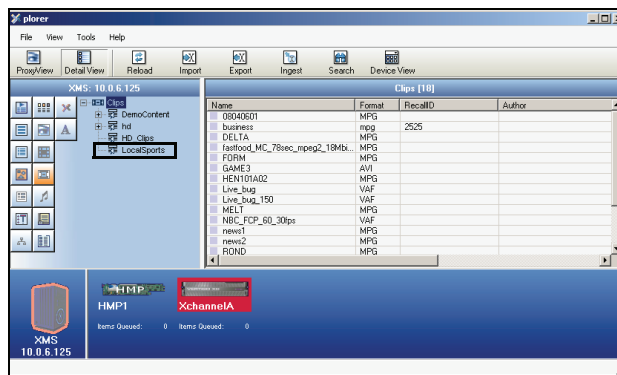 plorer
File View Tools Help
ProxyView Detail View Reload Import Export Ingest Search Device View
XMS: 10.0.6.125
Clips [18]
Clips
DemoContent
hd
HD_Clips
LocalSports
Name Format RecallID Author
08040601 MPG
business mpg 2525
DELTA MPG
fastfood_MC_78sec_mpeg2_18Mbi... MPG
FORM MPG
GAME3 AVI
HEN101A02 MPG
Live_bug VAF
Live_bug_150 VAF
MELT MPG
NBC_FCP_60_30fps VAF
news1 MPG
news2 MPG
ROND MPG
HMP
HMP1 XchannelA
Items Queued: 0 Items Queued: 0
XMS
10.0.6.125